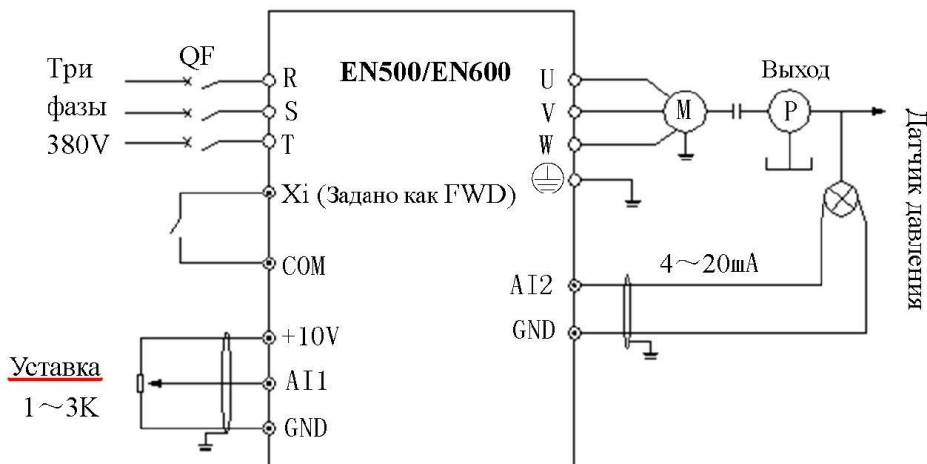 Три
фазы
380V
QF
R
S
T
EN500/EN600
U
V
W
M
Выход
P
Датчик давления
Xi (Задано как FWD)
COM
4～20mA
AI2
GND
+10V
AI1
GND
Уставка
1～3K